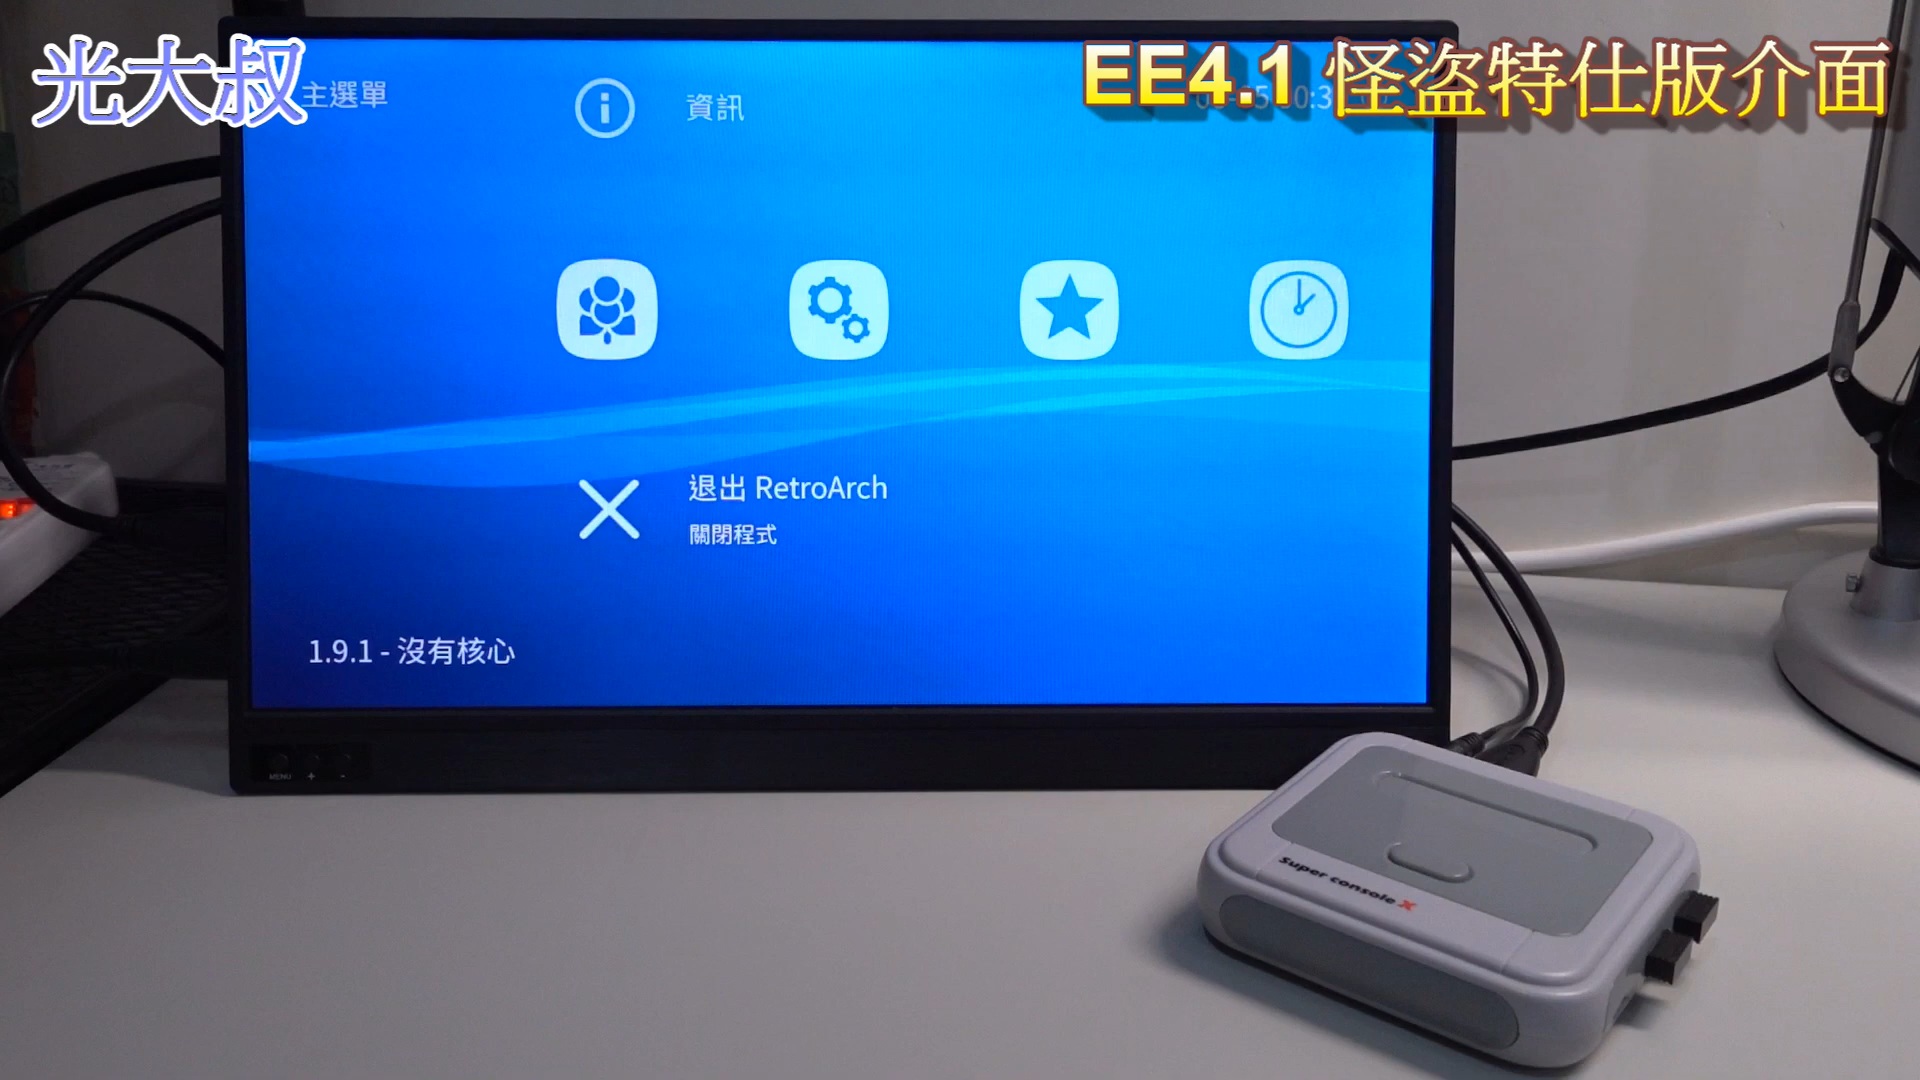 光大叔
EE4.1 怪盜特仕版介面
主選單
資訊
退出 RetroArch
關閉程式
1.9.1 - 沒有核心
MENU + -
Super console X